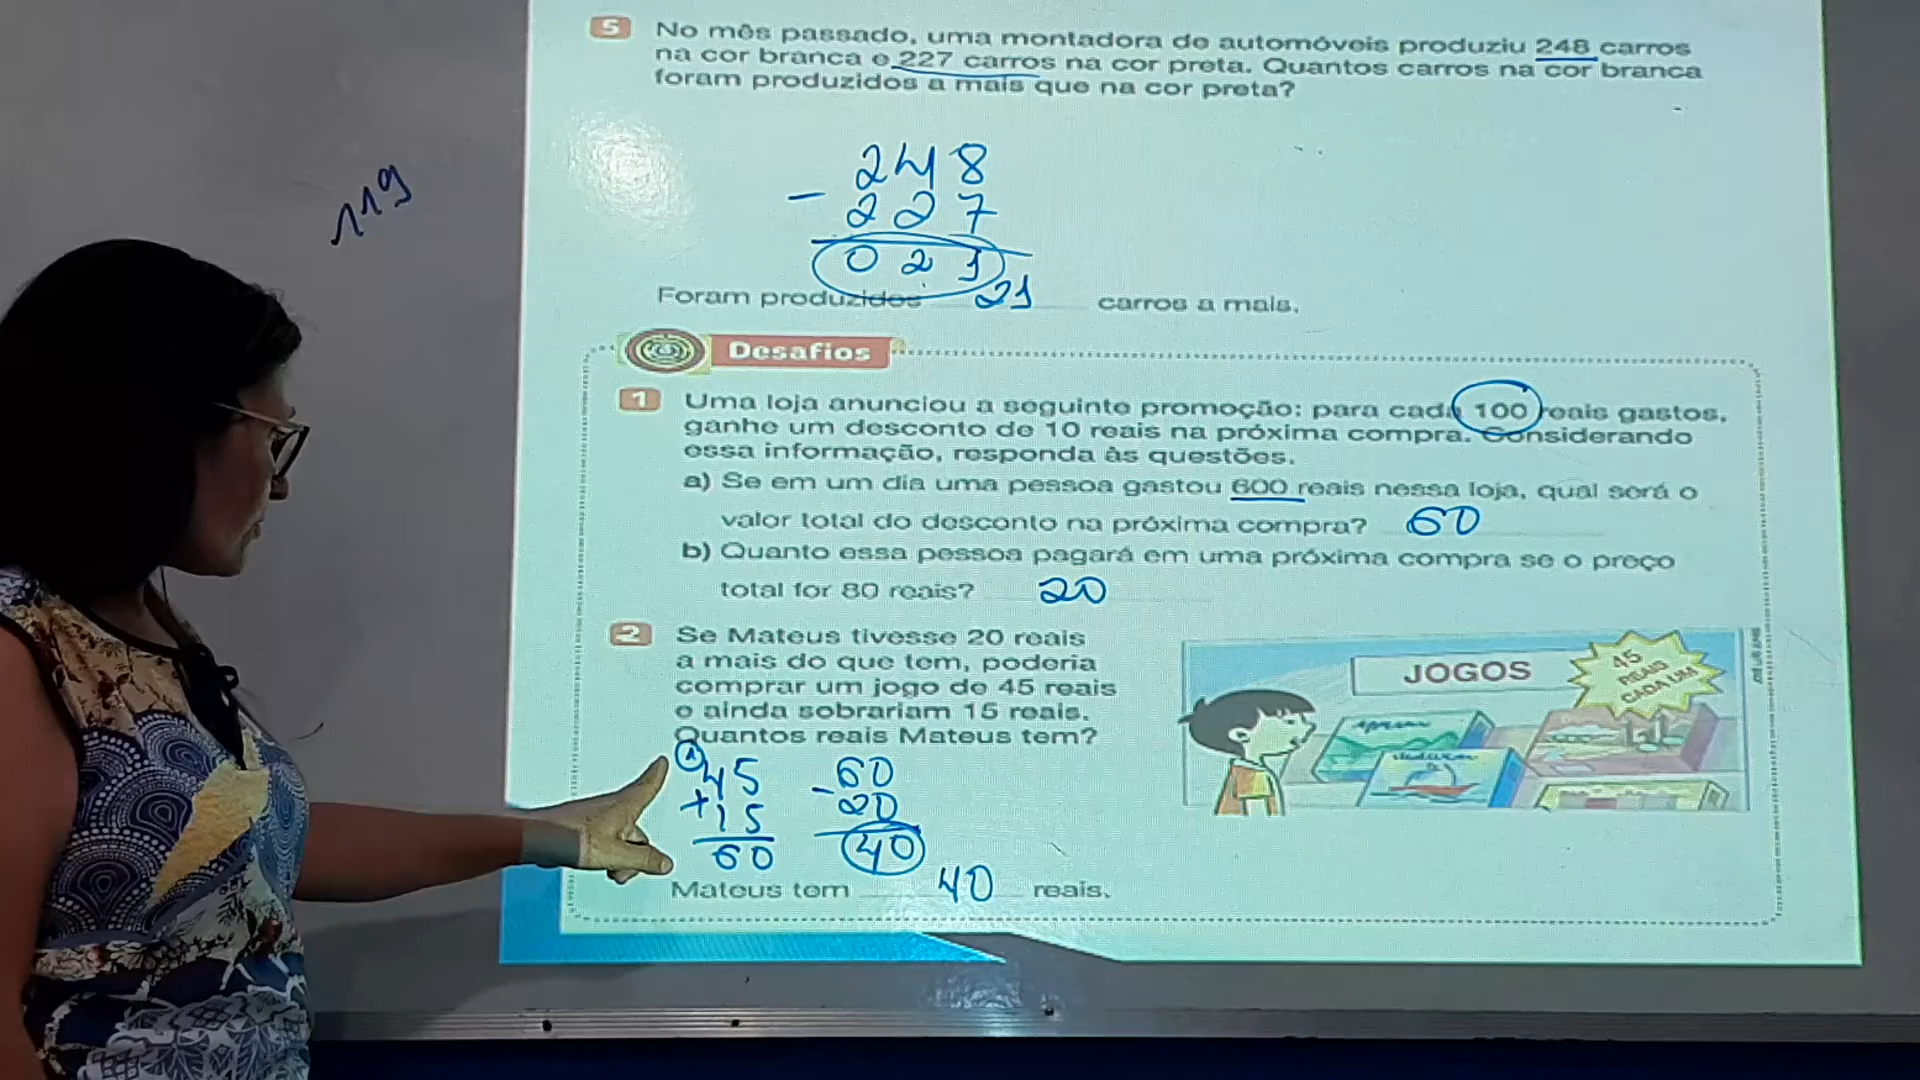 119
5 No mês passado, uma montadora de automóveis produziu 248 carros
na cor branca e 227 carros na cor preta. Quantos carros na cor branca
foram produzidos a mais que na cor preta?
248
- 227
021
Foram produzidos 21 carros a mais.
Desafios
1 Uma loja anunciou a seguinte promoção: para cada 100 reais gastos,
ganhe um desconto de 10 reais na próxima compra. Considerando
essa informação, responda às questões.
a) Se em um dia uma pessoa gastou 600 reais nessa loja, qual será o
valor total do desconto na próxima compra? 60
b) Quanto essa pessoa pagará em uma próxima compra se o preço
total for 80 reais? 20
2 Se Mateus tivesse 20 reais
a mais do que tem, poderia
comprar um jogo de 45 reais
e ainda sobrariam 15 reais.
Quantos reais Mateus tem?
1
45
+15
60
60
-20
40
Mateus tem 40 reais.
JOGOS
45
REAIS
CADA UM